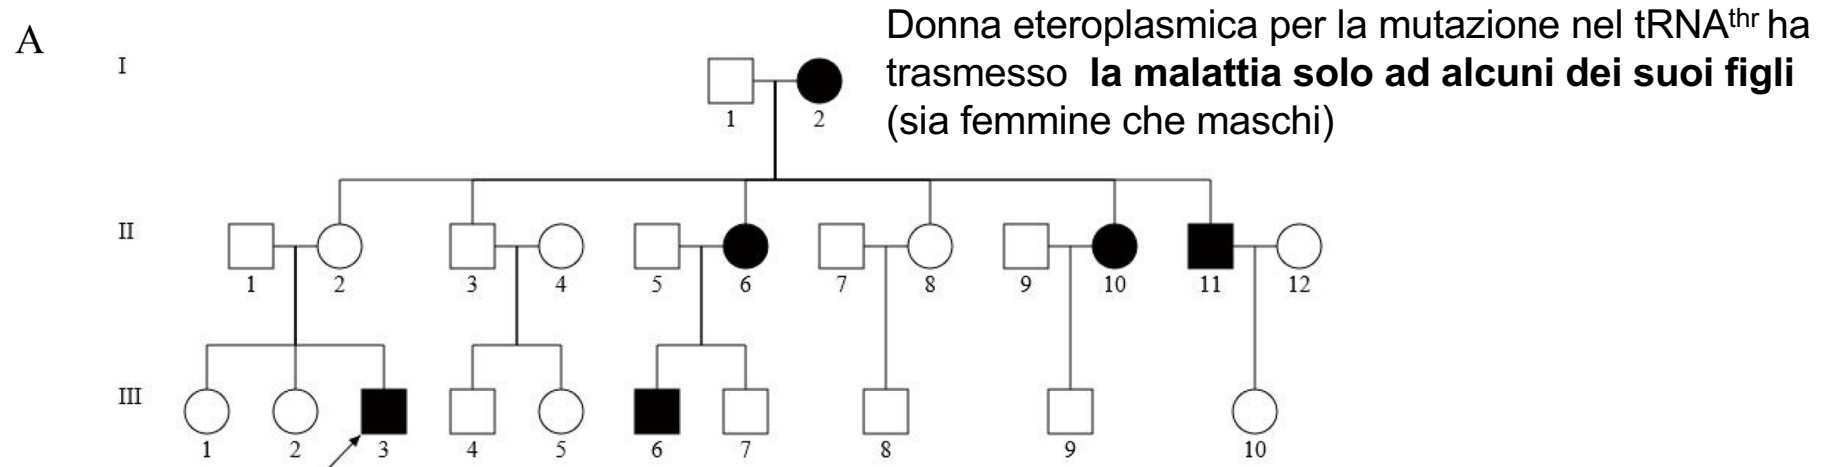 A
Donna eteroplasmica per la mutazione nel tRNAthr ha
trasmesso la malattia solo ad alcuni dei suoi figli
(sia femmine che maschi)
I
1 2
II
1 2 3 4 5 6 7 8 9 10 11 12
III
1 2 3 4 5 6 7 8 9 10